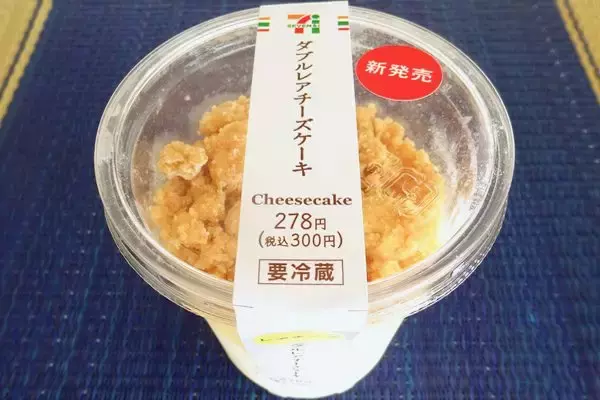 SEVEN & i
新発売
ダブルレアチーズケーキ
Cheesecake
278円
(税込300円)
要冷蔵